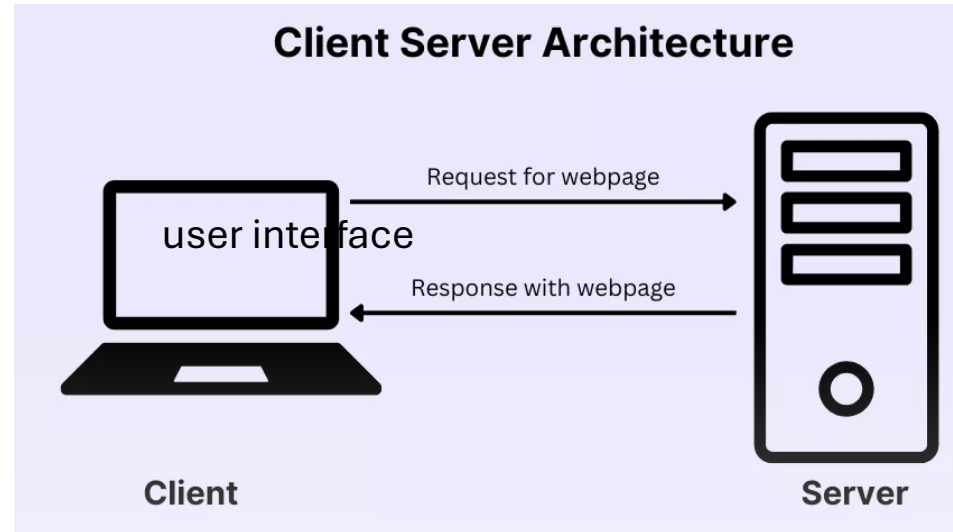 Client Server Architecture
Request for webpage
user interface
Response with webpage
Client
Server